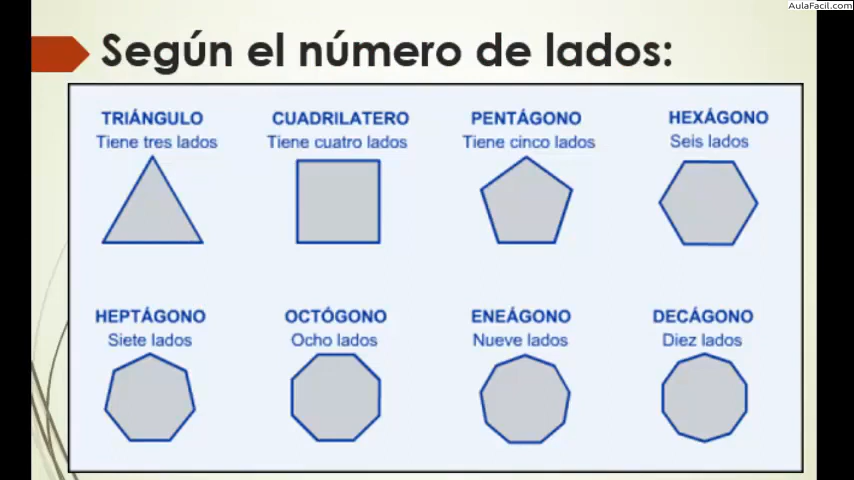 AulaFacil.com
Según el número de lados:
TRIÁNGULO
Tiene tres lados
CUADRILATERO
Tiene cuatro lados
PENTÁGONO
Tiene cinco lados
HEXÁGONO
Seis lados
HEPTÁGONO
Siete lados
OCTÓGONO
Ocho lados
ENEÁGONO
Nueve lados
DECÁGONO
Diez lados